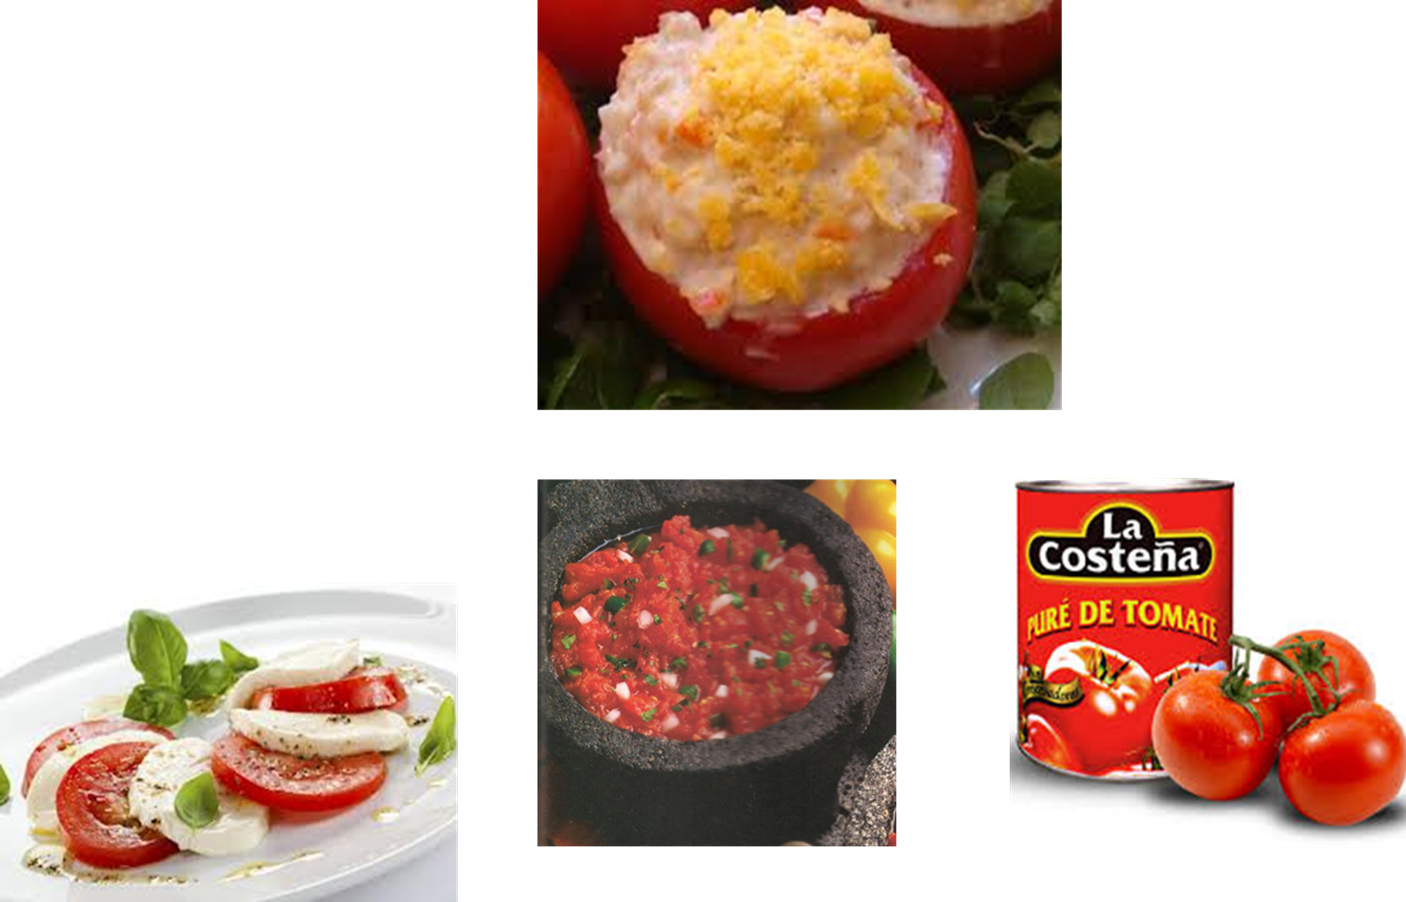 La
Costeña
PURÉ DE TOMATE